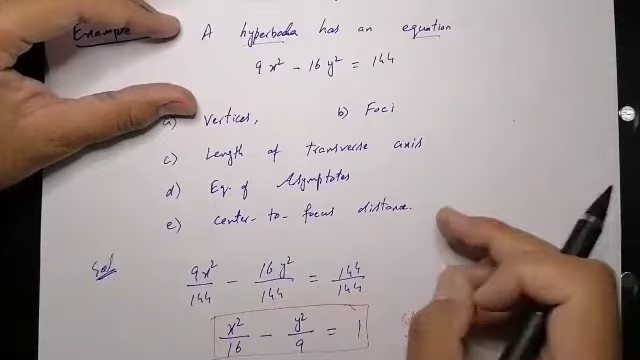 Example A hyperbola has an equation
9x² - 16y² = 144
a) Vertices, b) Foci
c) Length of transverse axis
d) Eq. of Asymptotes
e) center-to-focus distance.
Sol 9x²/144 - 16y²/144 = 144/144
x²/16 - y²/9 = 1